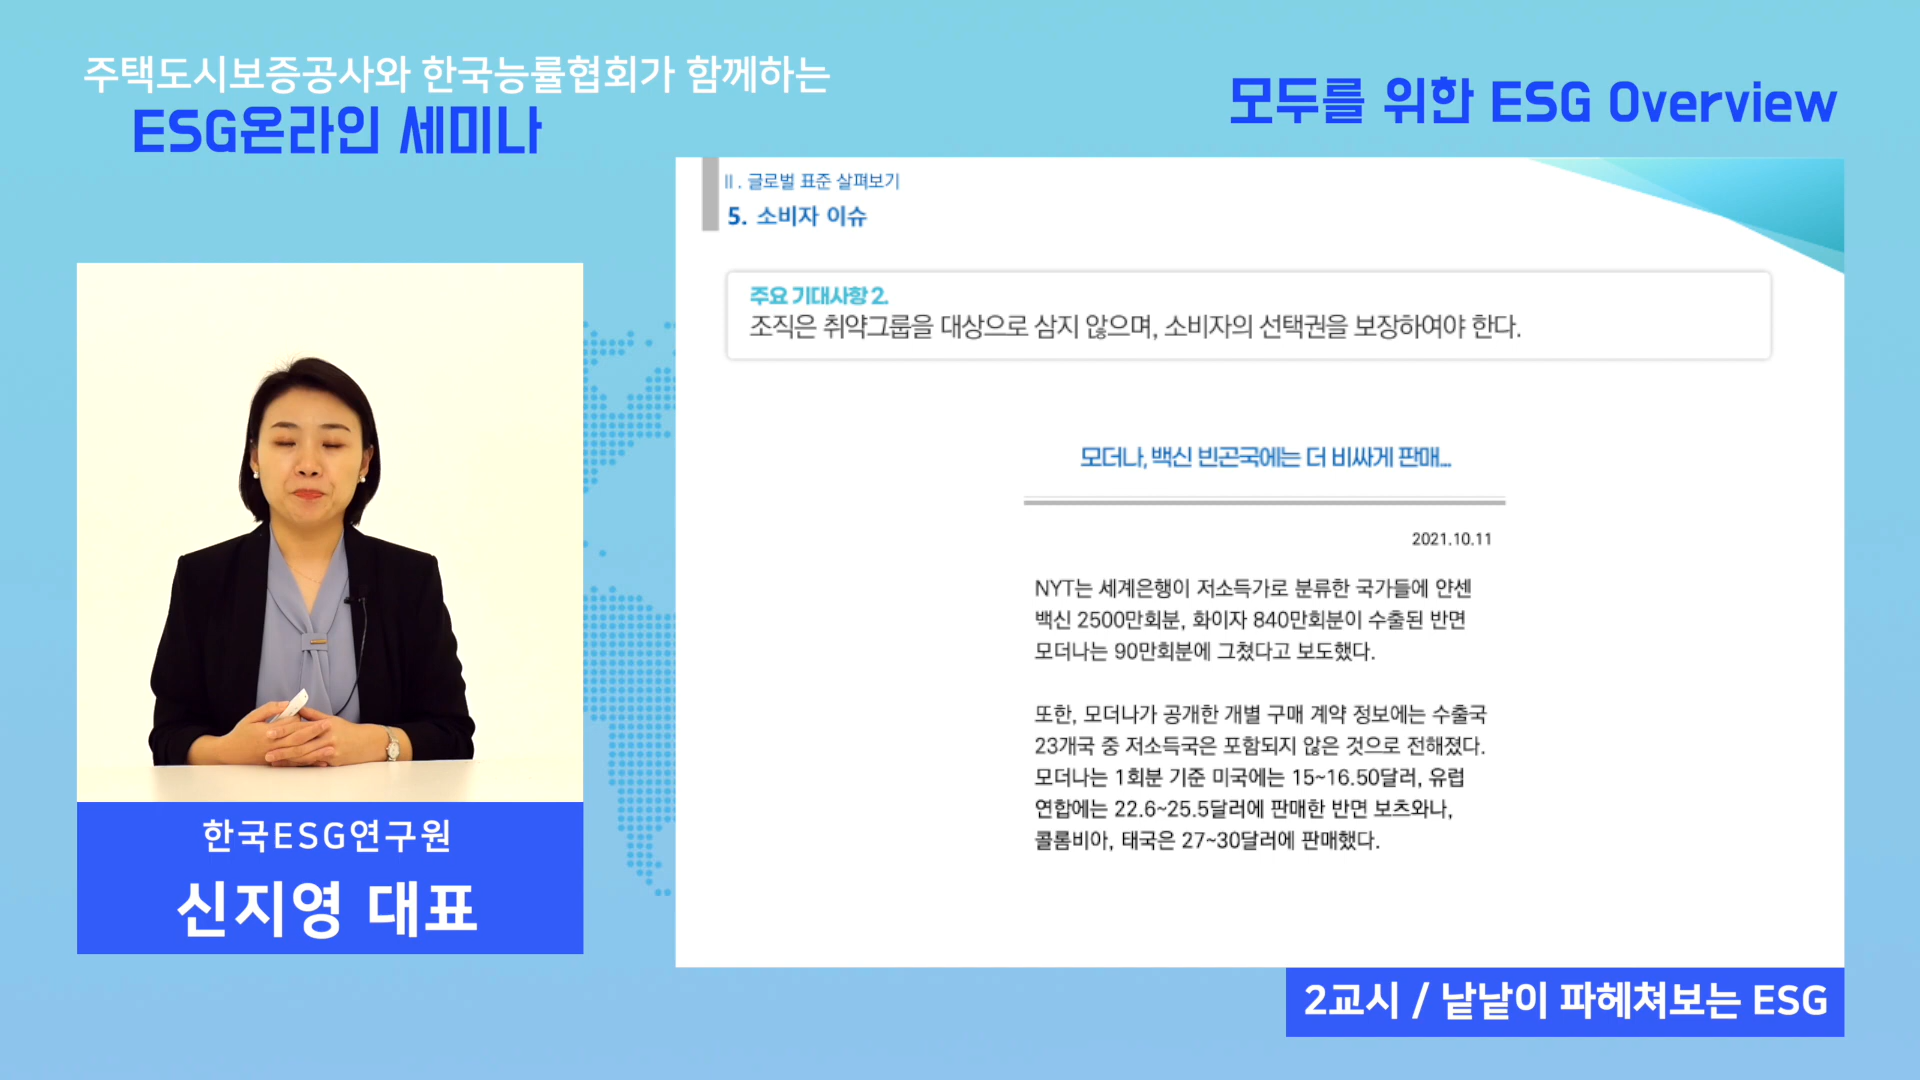 주택도시보증공사와 한국능률협회가 함께하는
ESG온라인 세미나
모두를 위한 ESG Overview
Ⅱ. 글로벌 표준 살펴보기
5. 소비자 이슈
주요 기대사항 2.
조직은 취약그룹을 대상으로 삼지 않으며, 소비자의 선택권을 보장하여야 한다.
모더나, 백신 빈곤국에는 더 비싸게 판매...
2021.10.11
NYT는 세계은행이 저소득가로 분류한 국가들에 얀센
백신 2500만회분, 화이자 840만회분이 수출된 반면
모더나는 90만회분에 그쳤다고 보도했다.
또한, 모더나가 공개한 개별 구매 계약 정보에는 수출국
23개국 중 저소득국은 포함되지 않은 것으로 전해졌다.
모더나는 1회분 기준 미국에는 15~16.50달러, 유럽
연합에는 22.6~25.5달러에 판매한 반면 보츠와나,
콜롬비아, 태국은 27~30달러에 판매했다.
한국ESG연구원
신지영 대표
2교시 / 낱낱이 파헤쳐보는 ESG